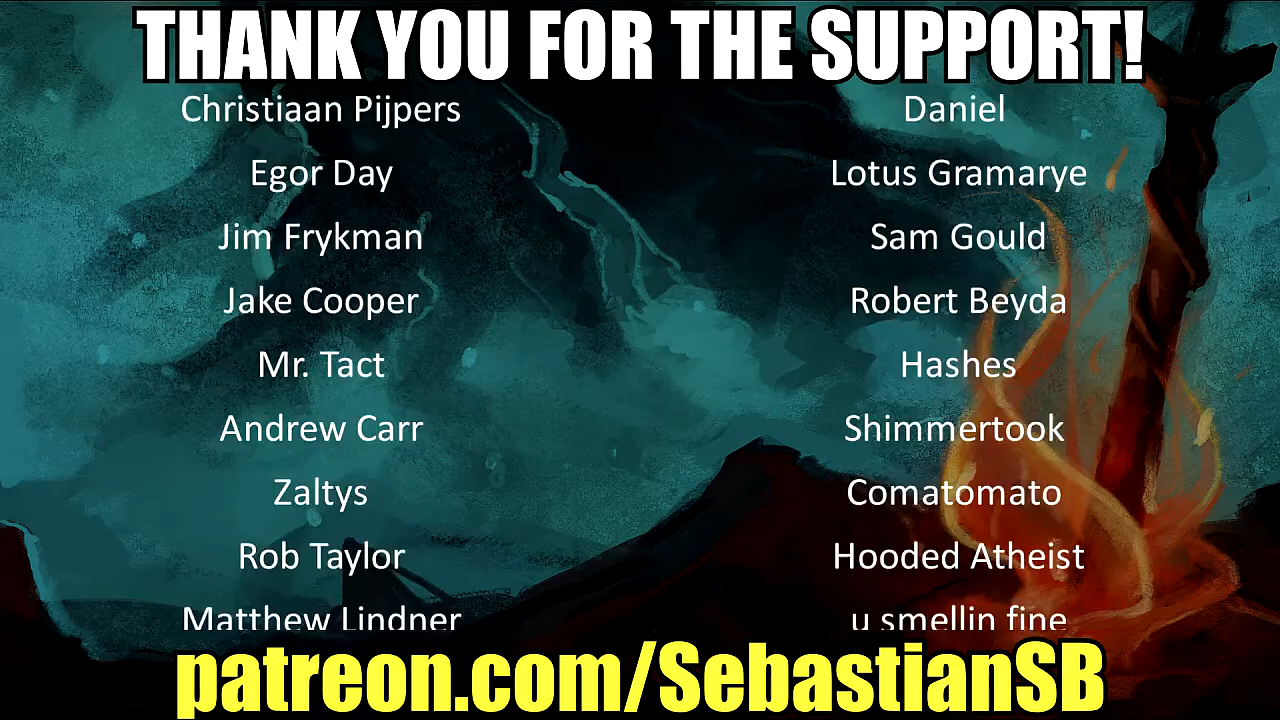 THANK YOU FOR THE SUPPORT!
Christiaan Pijpers
Daniel
Egor Day
Lotus Gramarye
Jim Frykman
Sam Gould
Jake Cooper
Robert Beyda
Mr. Tact
Hashes
Andrew Carr
Shimmertook
Zaltys
Comatomato
Rob Taylor
Hooded Atheist
Matthew Lindner
u smellin fine
patreon.com/SebastianSB